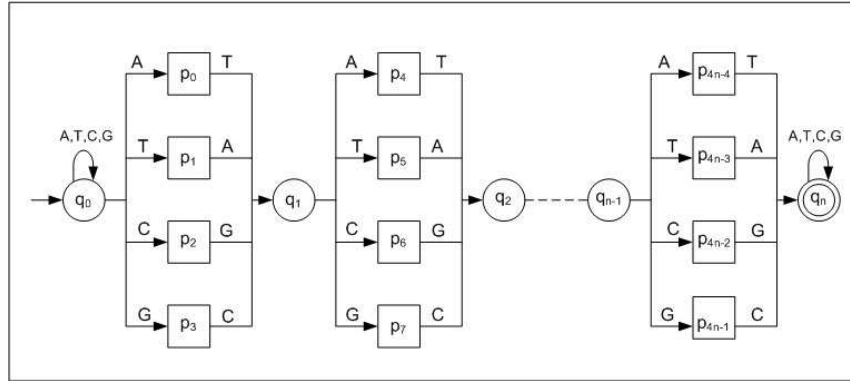 A p₀ T A p₄ T A p₄ₙ₋₄ T
A,T,C,G T p₁ A T p₅ A T p₄ₙ₋₃ A A,T,C,G
q₀ q₁ q₂ qₙ₋₁ qₙ
C p₂ G C p₆ G C p₄ₙ₋₂ G
G p₃ C G p₇ C G p₄ₙ₋₁ C